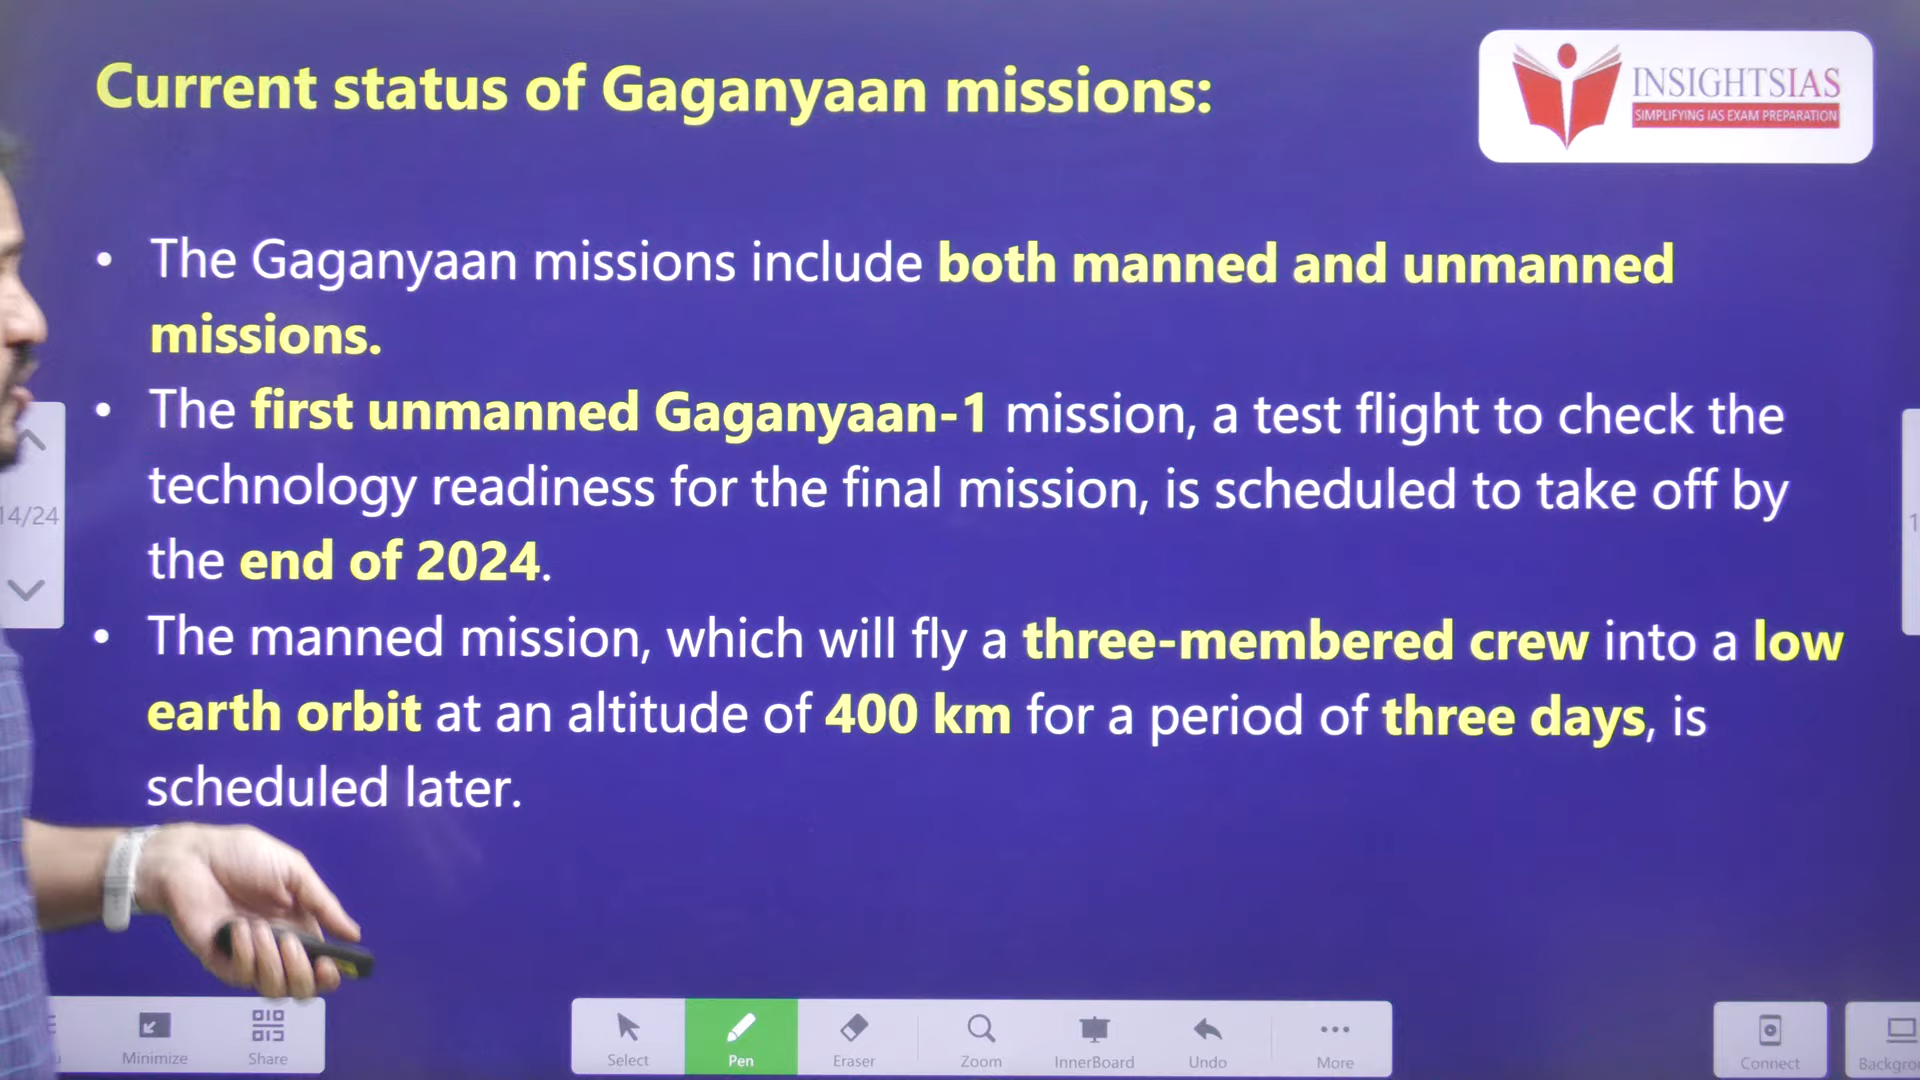 Current status of Gaganyaan missions:
INSIGHTSIAS
SIMPLIFYING IAS EXAM PREPARATION
• The Gaganyaan missions include both manned and unmanned
missions.
• The first unmanned Gaganyaan-1 mission, a test flight to check the
technology readiness for the final mission, is scheduled to take off by
the end of 2024.
• The manned mission, which will fly a three-membered crew into a low
earth orbit at an altitude of 400 km for a period of three days, is
scheduled later.
14/24
Minimize
Share
Select
Pen
Eraser
Zoom
InnerBoard
Undo
More
Connect